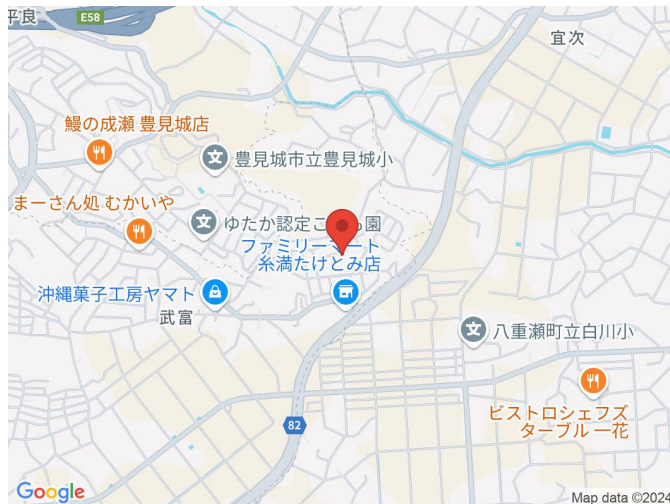 平良
E58
宜次
鰻の成瀬 豊見城店
豊見城市立豊見城小
まーさん処 むかいや
ゆたか認定こ
園
ファミリーマート
糸満たけとみ店
沖縄菓子工房ヤマト
武富
八重瀬町立白川小
ビストロシェフズ
ターブル 一花
82
Google
Map data ©2024